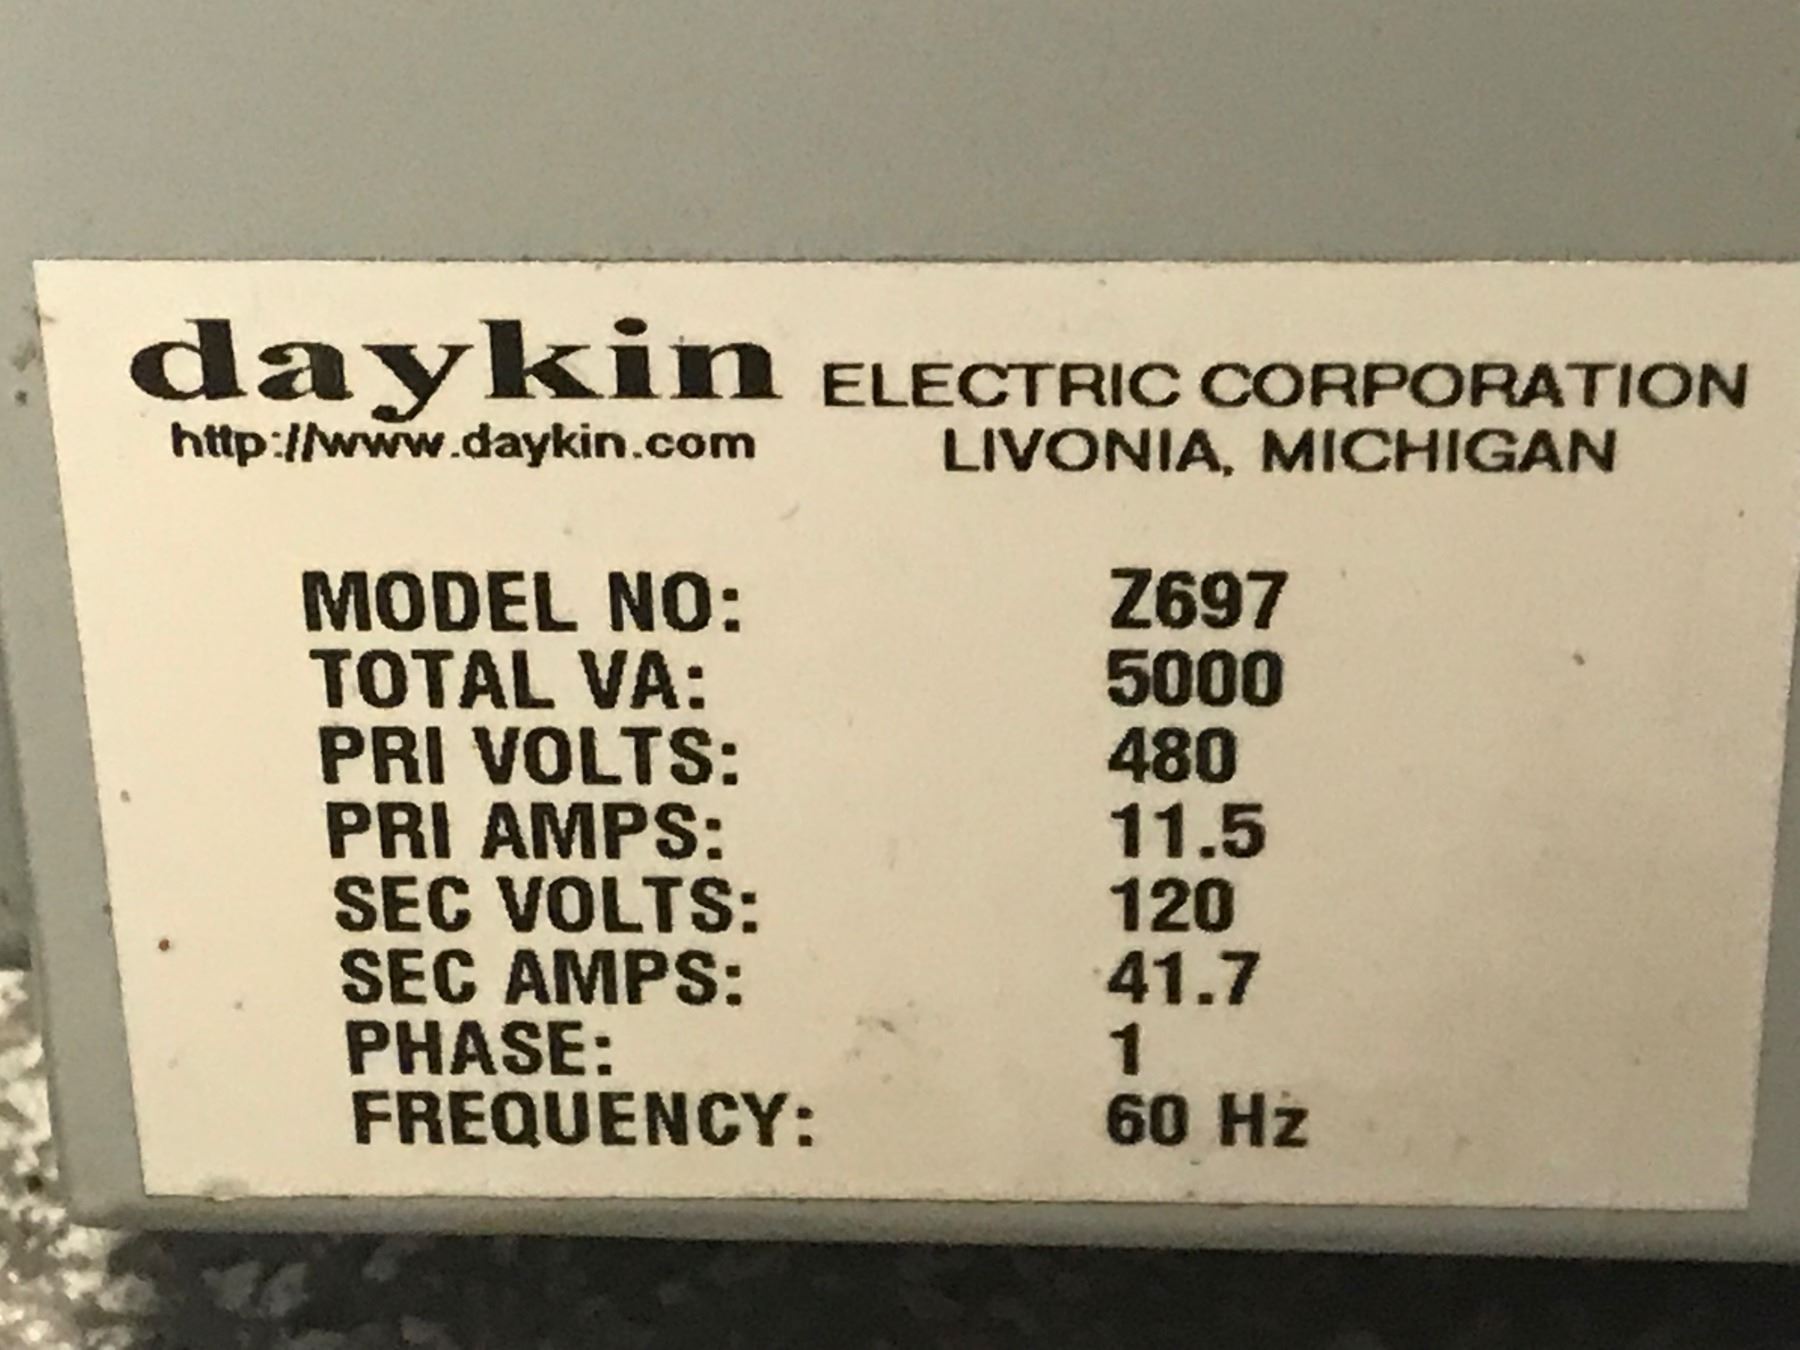 daykin ELECTRIC CORPORATION
http://www.daykin.com LIVONIA, MICHIGAN
MODEL NO: Z697
TOTAL VA: 5000
PRI VOLTS: 480
PRI AMPS: 11.5
SEC VOLTS: 120
SEC AMPS: 41.7
PHASE: 1
FREQUENCY: 60 Hz